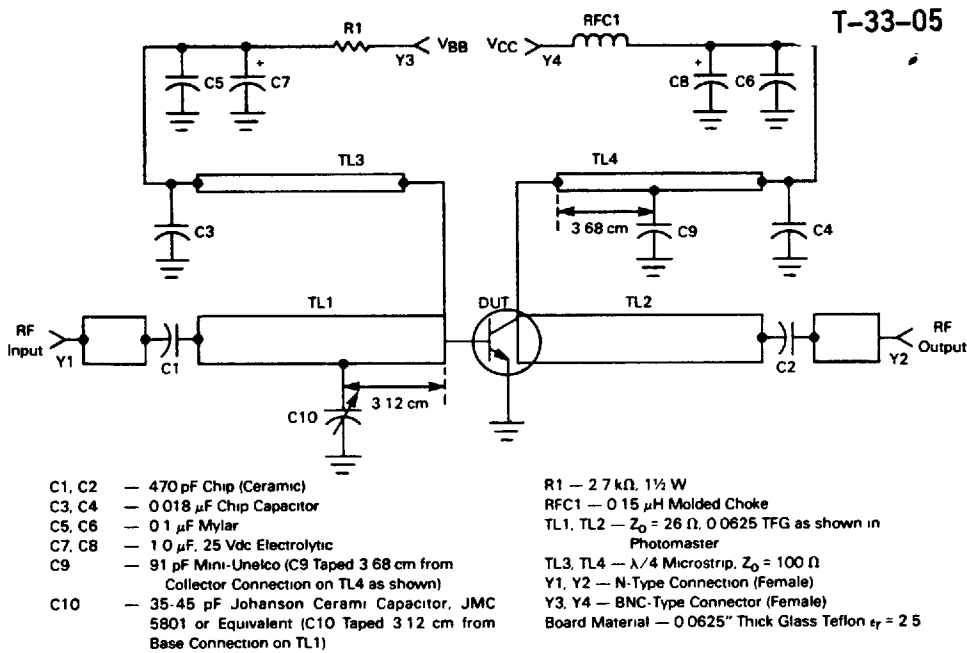 T-33-05
R1
Y3
VBB
VCC
Y4
RFC1
C5
C7
C8
C6
TL3
TL4
C3
3 68 cm
C9
C4
TL1
DUT
TL2
RF
Input
Y1
C1
C10
3 12 cm
C2
Y2
RF
Output
C1, C2 — 470 pF Chip (Ceramic)
C3, C4 — 0 018 μF Chip Capacitor
C5, C6 — 0 1 μF Mylar
C7, C8 — 1 0 μF, 25 Vdc Electrolytic
C9 — 91 pF Mini-Unelco (C9 Taped 3 68 cm from
Collector Connection on TL4 as shown)
C10 — 35-45 pF Johanson Cerami Capacitor, JMC
5801 or Equivalent (C10 Taped 3 12 cm from
Base Connection on TL1)
R1 — 2 7 kΩ, 1½ W
RFC1 — 0 15 μH Molded Choke
TL1, TL2 — Zo = 26 Ω, 0 0625 TFG as shown in
Photomaster
TL3, TL4 — λ/4 Microstrip, Zo = 100 Ω
Y1, Y2 — N-Type Connection (Female)
Y3, Y4 — BNC-Type Connector (Female)
Board Material — 0 0625" Thick Glass Teflon εr = 2 5